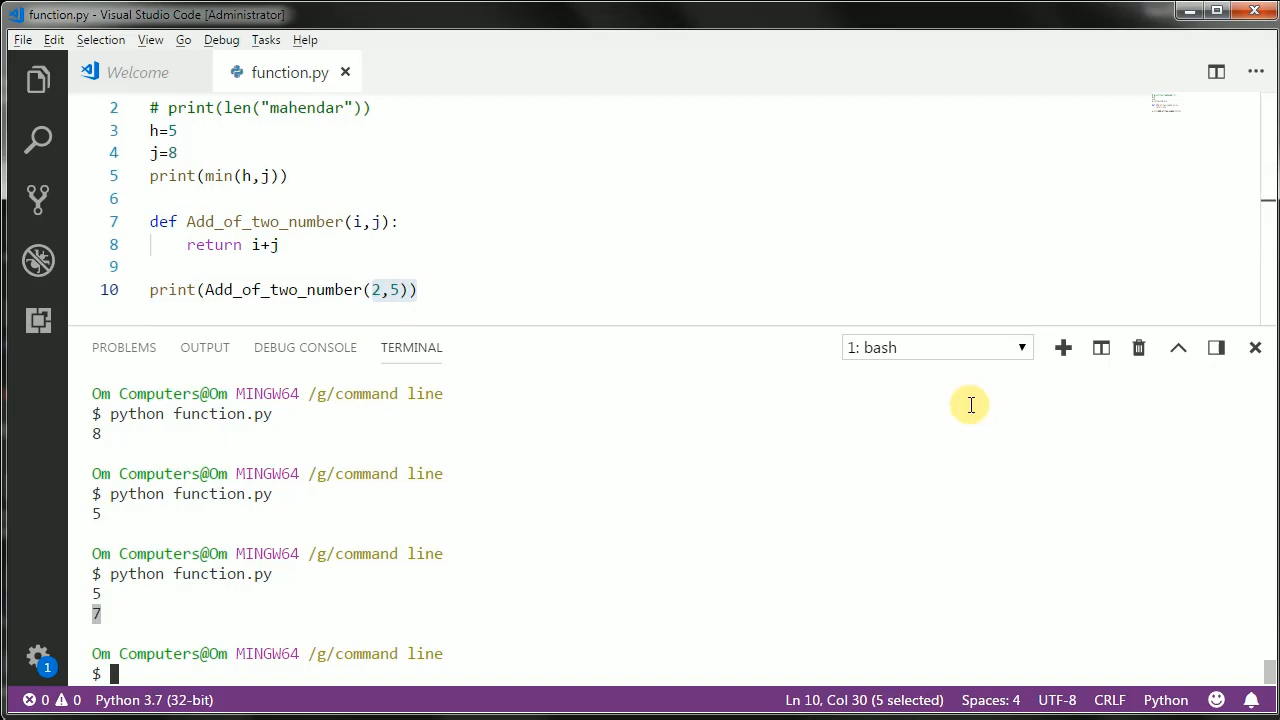 function.py - Visual Studio Code [Administrator]
File Edit Selection View Go Debug Tasks Help
Welcome function.py
2 # print(len("mahendar"))
3 h=5
4 j=8
5 print(min(h,j))
6
7 def Add_of_two_number(i,j):
8 return i+j
9
10 print(Add_of_two_number(2,5))
PROBLEMS OUTPUT DEBUG CONSOLE TERMINAL 1: bash
Om Computers@Om MINGW64 /g/command line
$ python function.py
8
Om Computers@Om MINGW64 /g/command line
$ python function.py
5
Om Computers@Om MINGW64 /g/command line
$ python function.py
5
7
Om Computers@Om MINGW64 /g/command line
$
1
0 0 Python 3.7 (32-bit) Ln 10, Col 30 (5 selected) Spaces: 4 UTF-8 CRLF Python